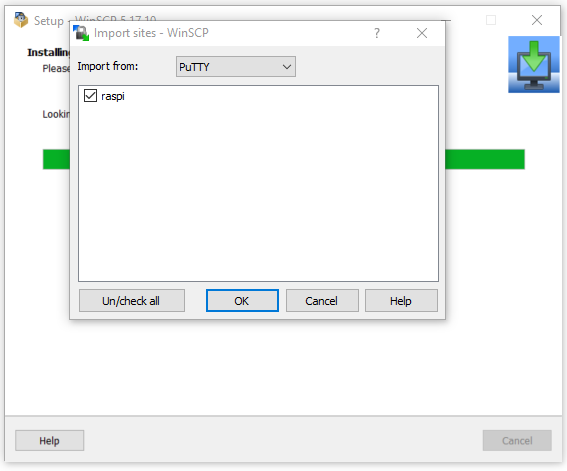 Setup - WinSCP 5.17.10
Import sites - WinSCP
?
Installing
Please
Import from:
PuTTY
raspi
Lookin
Un/check all
OK
Cancel
Help
Help
Cancel